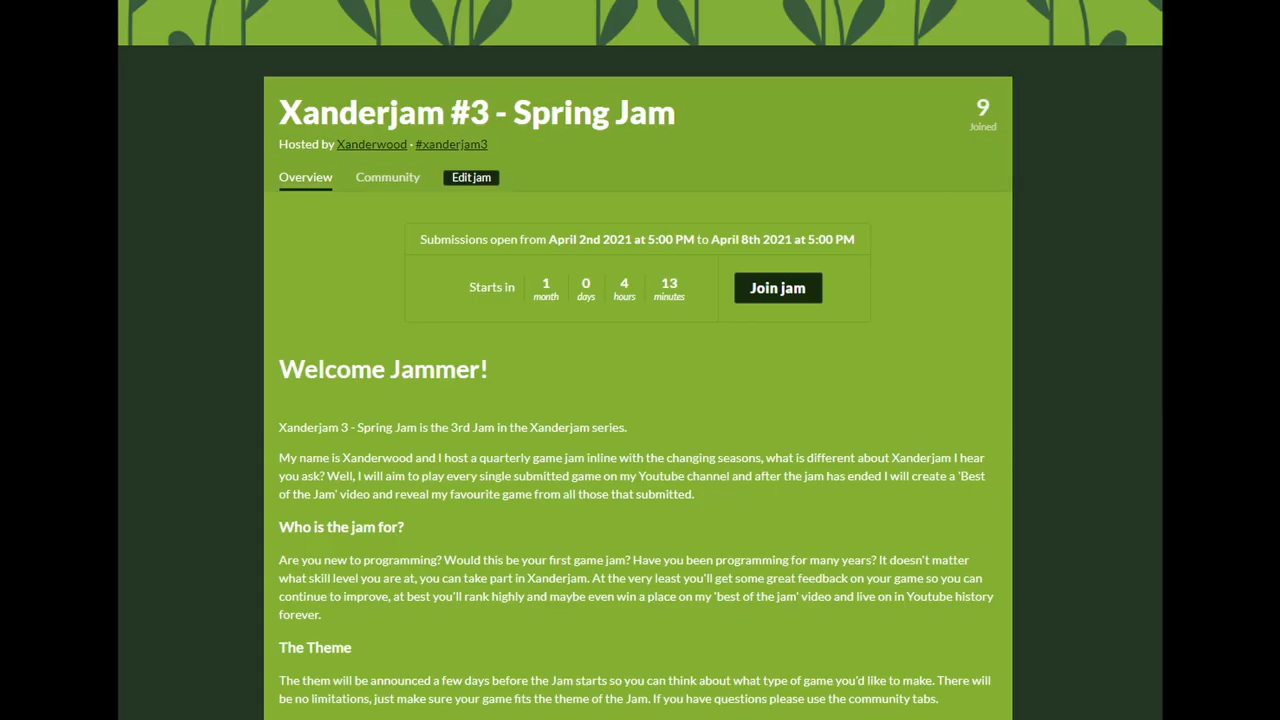 Xanderjam #3 - Spring Jam
9
Joined
Hosted by Xanderwood · #xanderjam3
Overview Community Edit jam
Submissions open from April 2nd 2021 at 5:00 PM to April 8th 2021 at 5:00 PM
Starts in 1 month 0 days 4 hours 13 minutes Join jam
Welcome Jammer!
Xanderjam 3 - Spring Jam is the 3rd Jam in the Xanderjam series.
My name is Xanderwood and I host a quarterly game jam inline with the changing seasons, what is different about Xanderjam I hear
you ask? Well, I will aim to play every single submitted game on my Youtube channel and after the jam has ended I will create a 'Best
of the Jam' video and reveal my favourite game from all those that submitted.
Who is the jam for?
Are you new to programming? Would this be your first game jam? Have you been programming for many years? It doesn't matter
what skill level you are at, you can take part in Xanderjam. At the very least you'll get some great feedback on your game so you can
continue to improve, at best you'll rank highly and maybe even win a place on my 'best of the jam' video and live on in Youtube history
forever.
The Theme
The them will be announced a few days before the Jam starts so you can think about what type of game you'd like to make. There will
be no limitations, just make sure your game fits the theme of the Jam. If you have questions please use the community tabs.